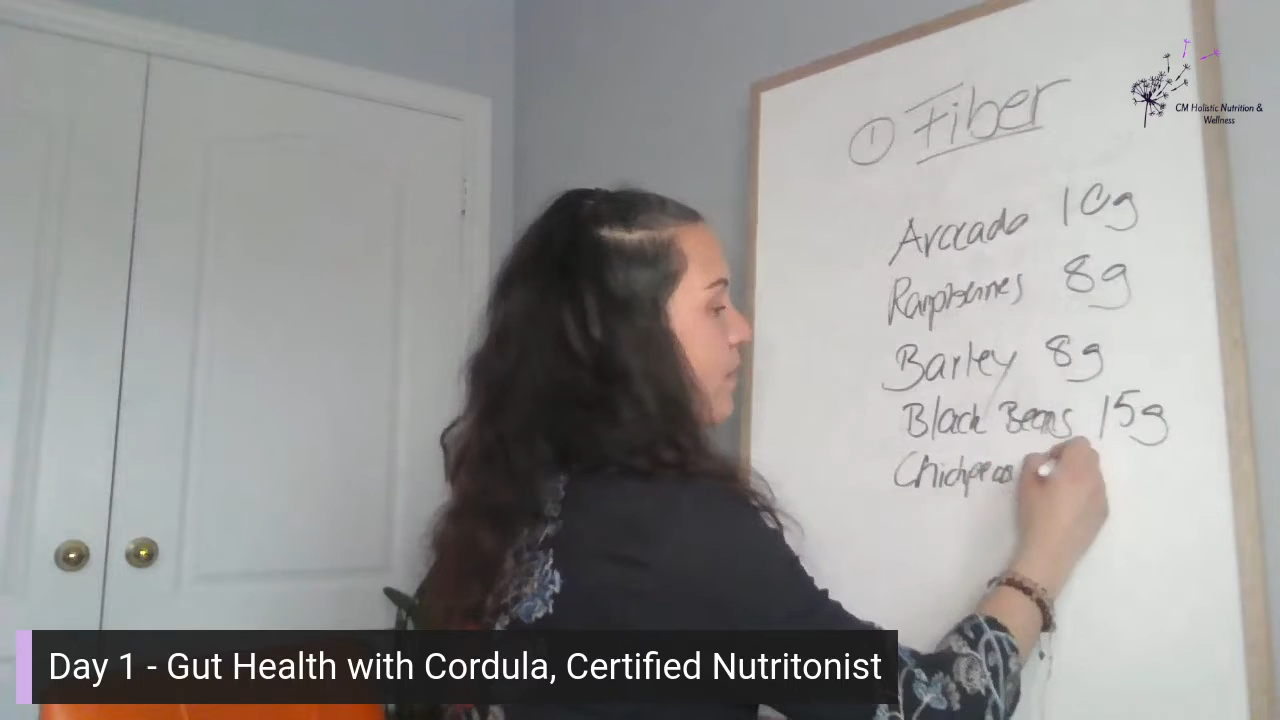 ① Fiber
CM Holistic Nutrition &
Wellness
Avocado 10g
Raspberries 8g
Barley 8g
Black Beans 15g
Chickpeas
Day 1 - Gut Health with Cordula, Certified Nutritonist